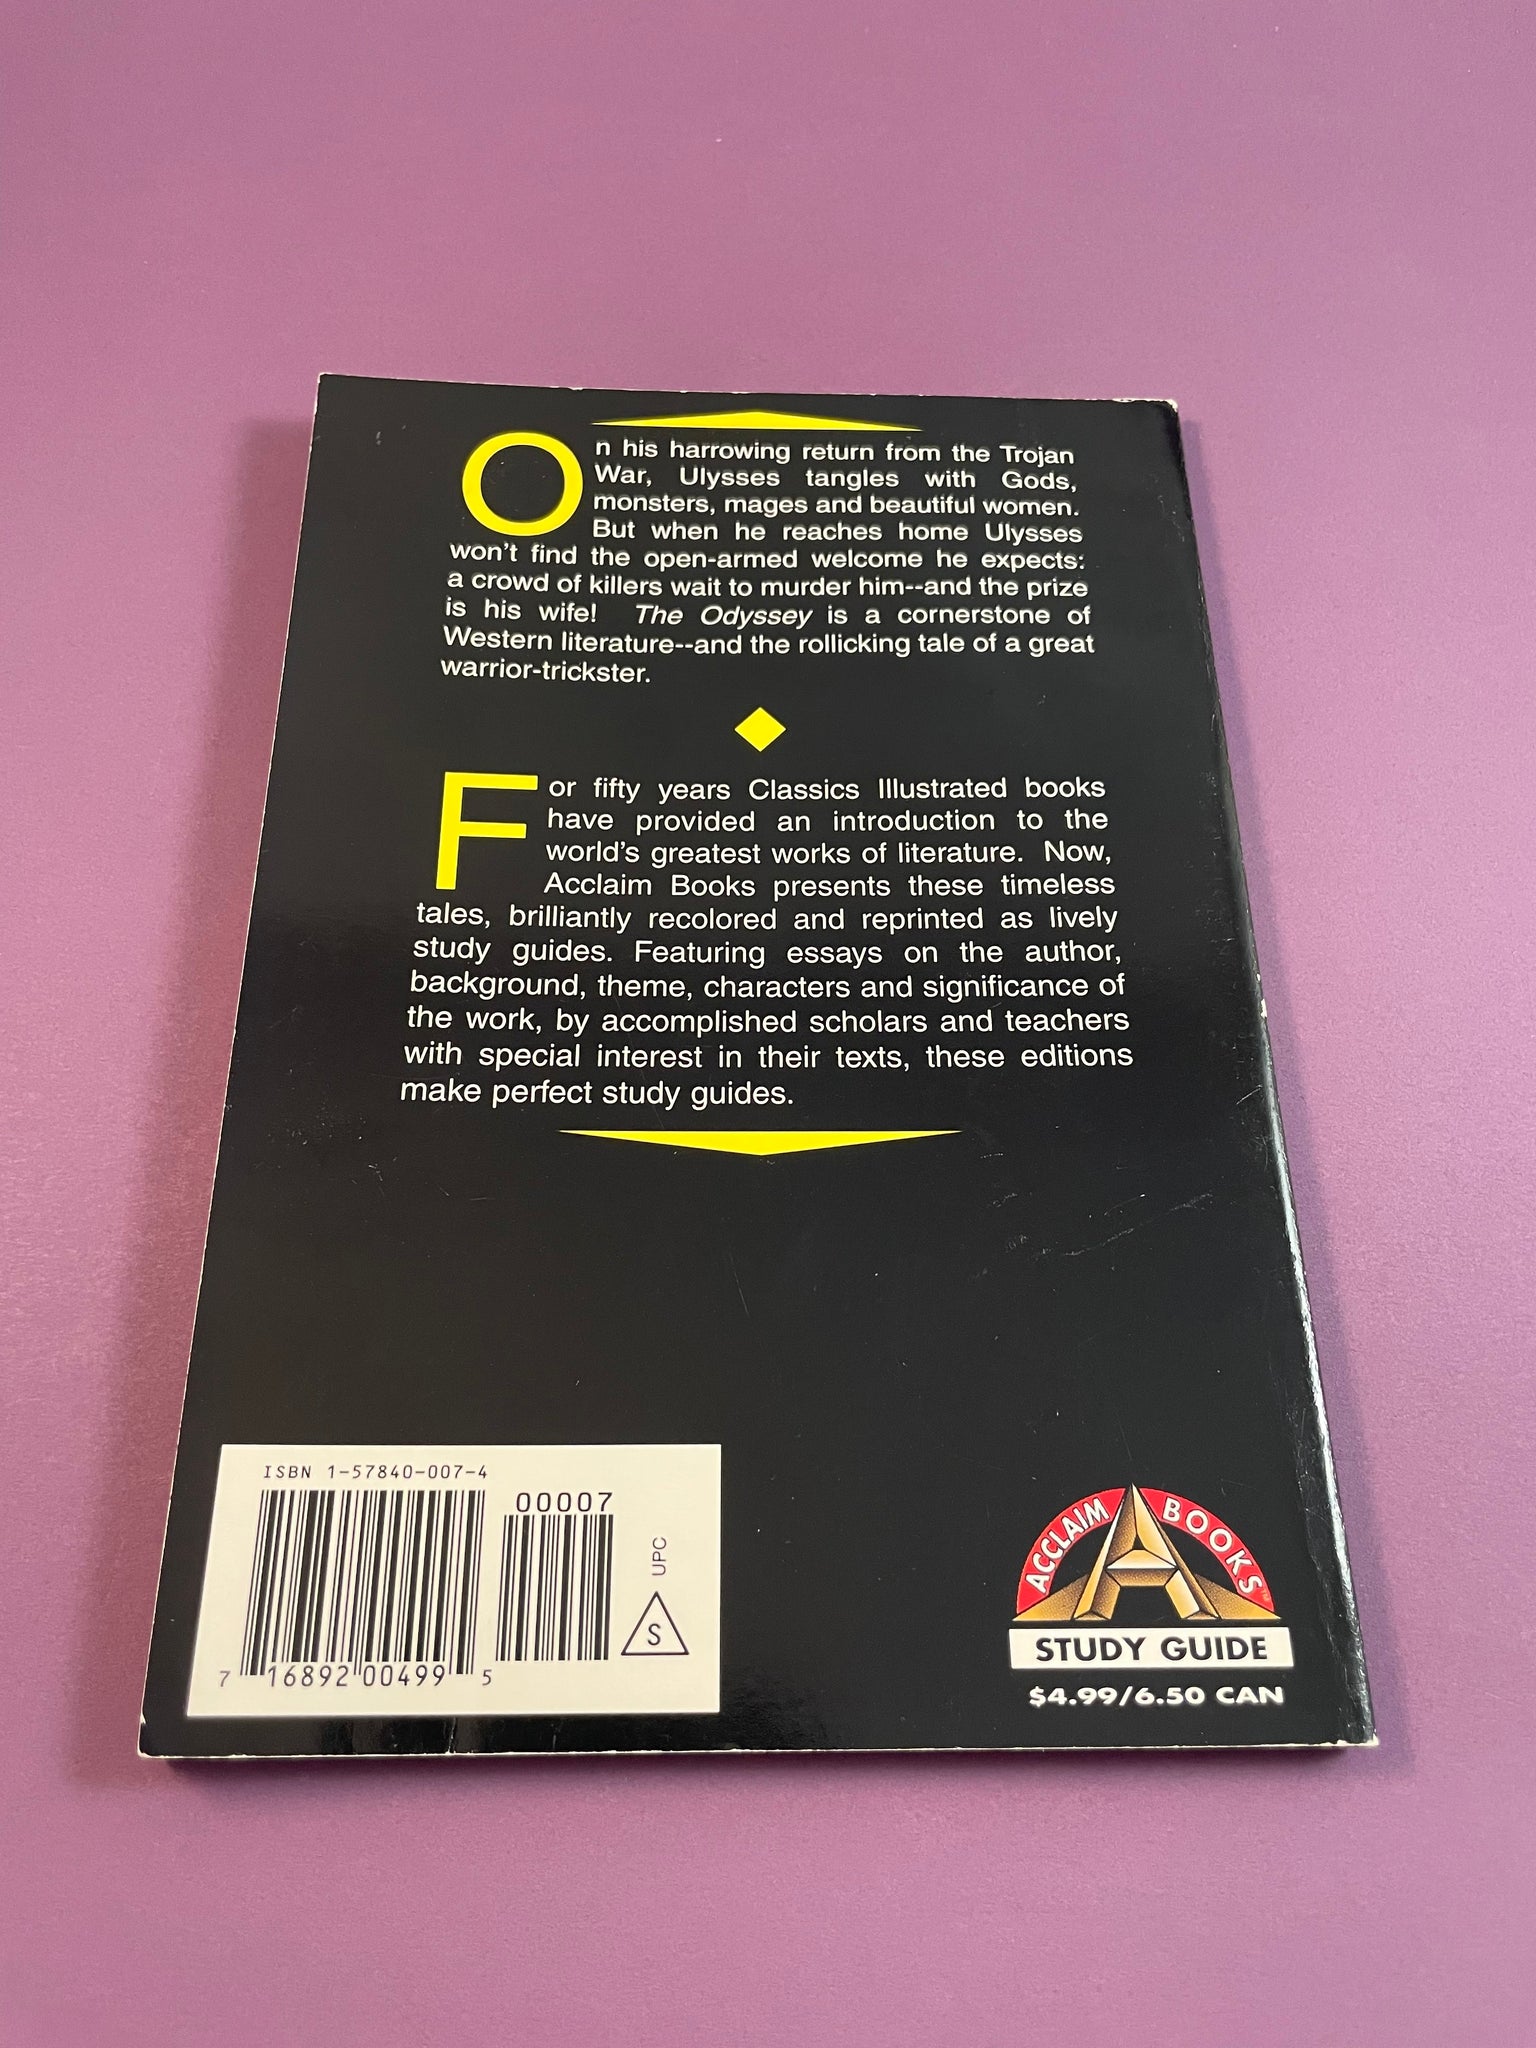 On his harrowing return from the Trojan
War, Ulysses tangles with Gods,
monsters, mages and beautiful women.
But when he reaches home Ulysses
won't find the open-armed welcome he expects:
a crowd of killers wait to murder him--and the prize
is his wife! The Odyssey is a cornerstone of
Western literature--and the rollicking tale of a great
warrior-trickster.
For fifty years Classics Illustrated books
have provided an introduction to the
world's greatest works of literature. Now,
Acclaim Books presents these timeless
tales, brilliantly recolored and reprinted as lively
study guides. Featuring essays on the author,
background, theme, characters and significance of
the work, by accomplished scholars and teachers
with special interest in their texts, these editions
make perfect study guides.
ISBN 1-57840-007-4
00007
UPC
S
7 16892 00499 5
ACCLAIM BOOKS
STUDY GUIDE
$4.99/6.50 CAN